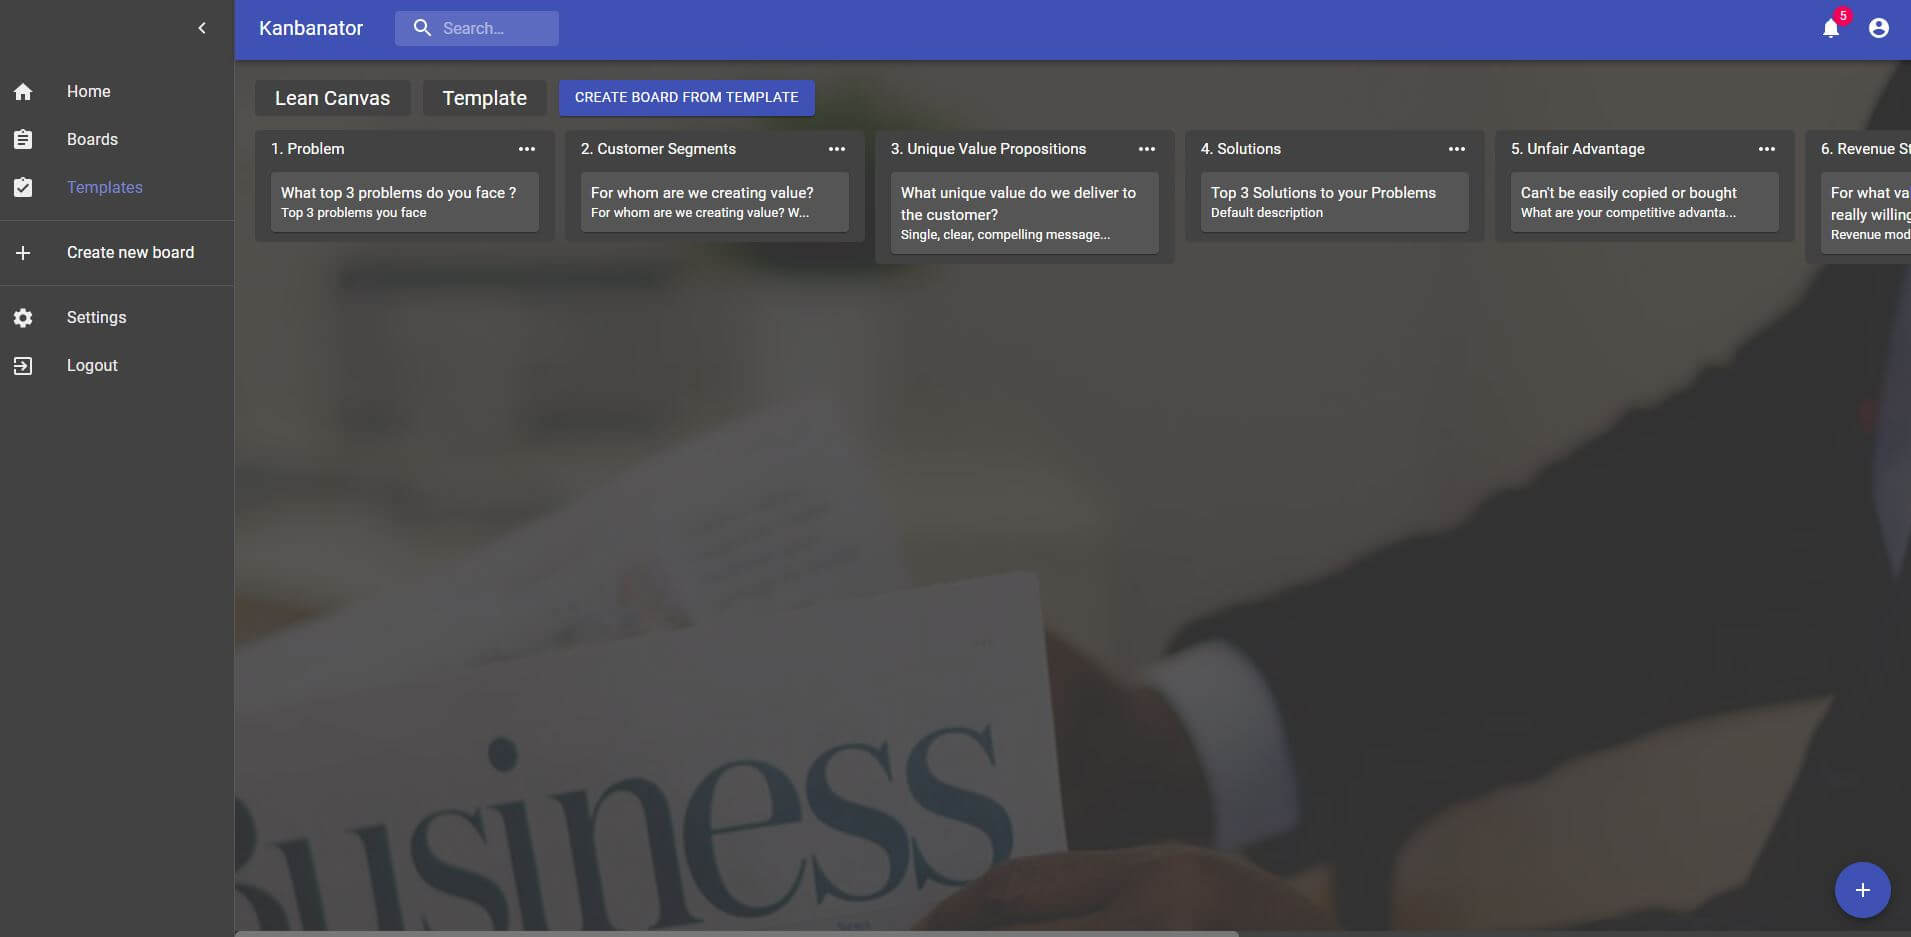 Kanbanator
Search...
5
Home
Boards
Templates
Create new board
Settings
Logout
Lean Canvas
Template
CREATE BOARD FROM TEMPLATE
1. Problem
What top 3 problems do you face ?
Top 3 problems you face
2. Customer Segments
For whom are we creating value?
For whom are we creating value? W...
3. Unique Value Propositions
What unique value do we deliver to
the customer?
Single, clear, compelling message...
4. Solutions
Top 3 Solutions to your Problems
Default description
5. Unfair Advantage
Can't be easily copied or bought
What are your competitive advanta...
6. Revenue St
For what va
really willing
Revenue mod
Business